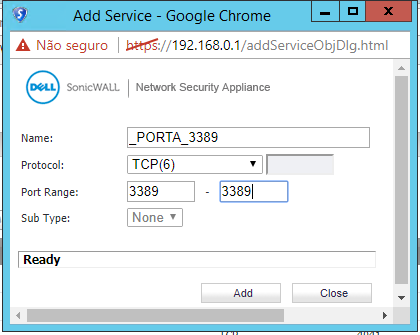 Add Service - Google Chrome
Não seguro | https://192.168.0.1/addServiceObjDlg.html
DELL SonicWALL | Network Security Appliance
Name: _PORTA_3389
Protocol: TCP(6)
Port Range: 3389 - 3389
Sub Type: None
Ready
Add Close